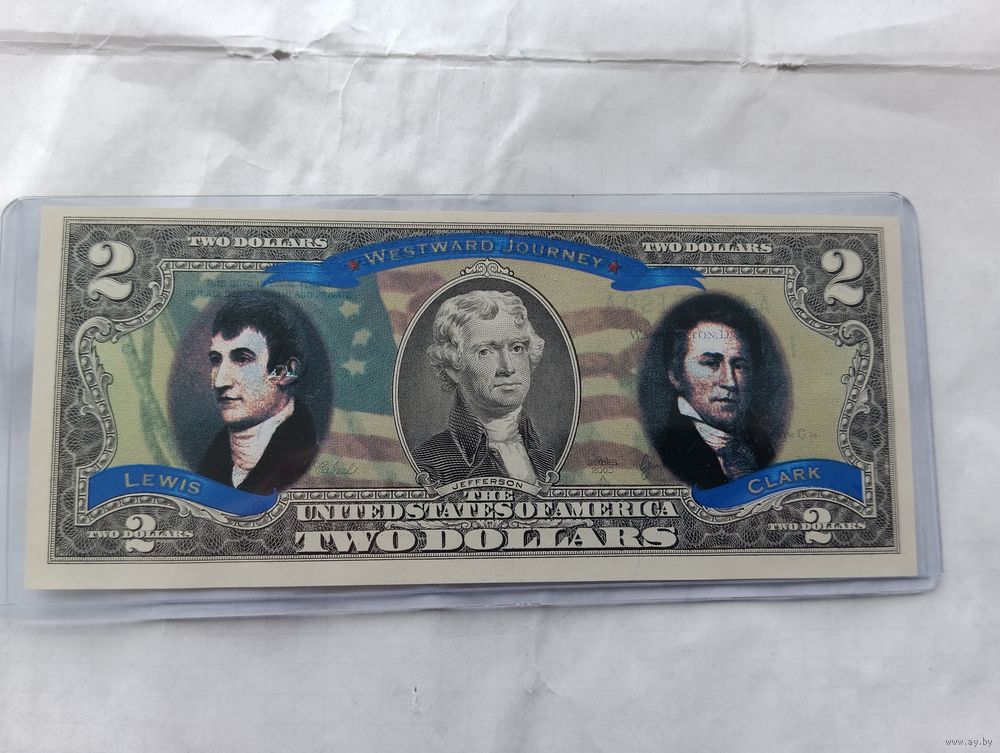 2
TWO DOLLARS
WESTWARD JOURNEY
TWO DOLLARS
2
LEWIS
JEFFERSON
CLARK
THE
UNITED STATES OF AMERICA
TWO DOLLARS
TWO DOLLARS
2
TWO DOLLARS
2
www.ay.by